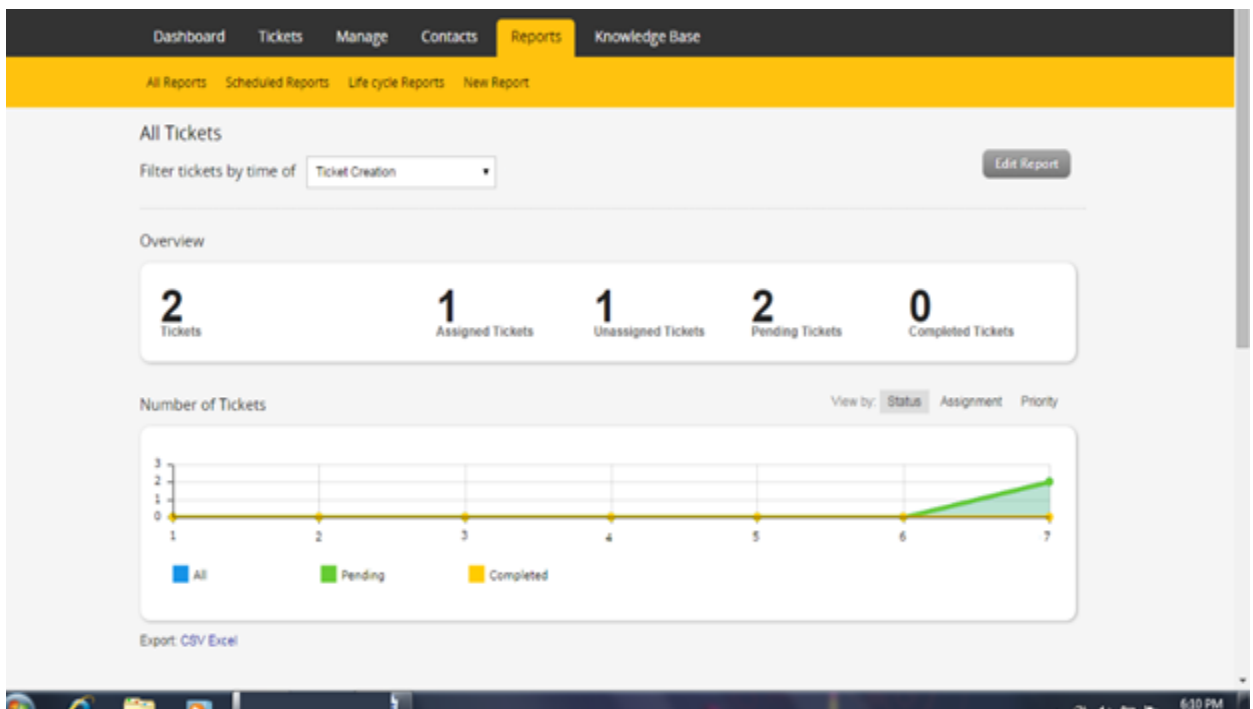 Dashboard Tickets Manage Contacts Reports Knowledge Base
All Reports Scheduled Reports Life cycle Reports New Report
All Tickets
Filter tickets by time of Ticket Creation
Edit Report
Overview
2 1 1 2 0
Tickets Assigned Tickets Unassigned Tickets Pending Tickets Completed Tickets
Number of Tickets View by: Status Assignment Priority
3
2
1
0
1 2 3 4 5 6 7
All Pending Completed
Export: CSV Excel
6:10 PM